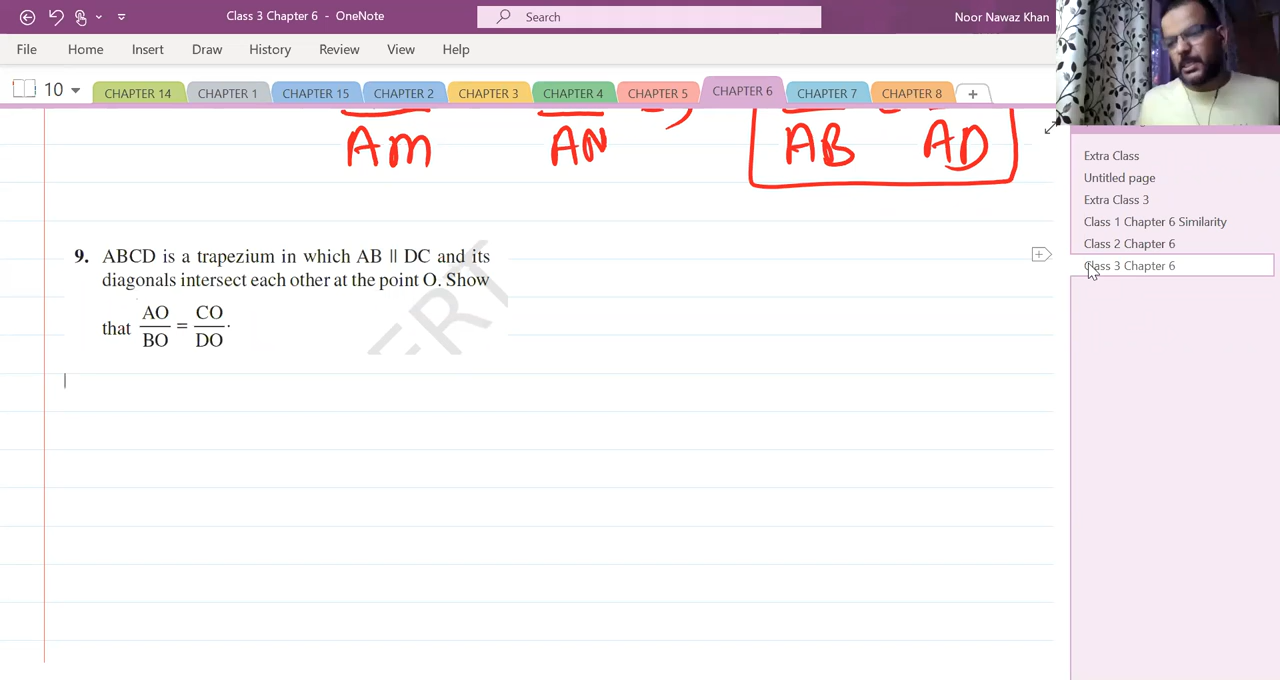 Class 3 Chapter 6 - OneNote
Search
Noor Nawaz Khan
File Home Insert Draw History Review View Help
10 CHAPTER 14 CHAPTER 1 CHAPTER 15 CHAPTER 2 CHAPTER 3 CHAPTER 4 CHAPTER 5 CHAPTER 6 CHAPTER 7 CHAPTER 8 +
AM AN AB AD
9. ABCD is a trapezium in which AB || DC and its
diagonals intersect each other at the point O. Show
that AO/BO = CO/DO.
ERT
Extra Class
Untitled page
Extra Class 3
Class 1 Chapter 6 Similarity
Class 2 Chapter 6
Class 3 Chapter 6